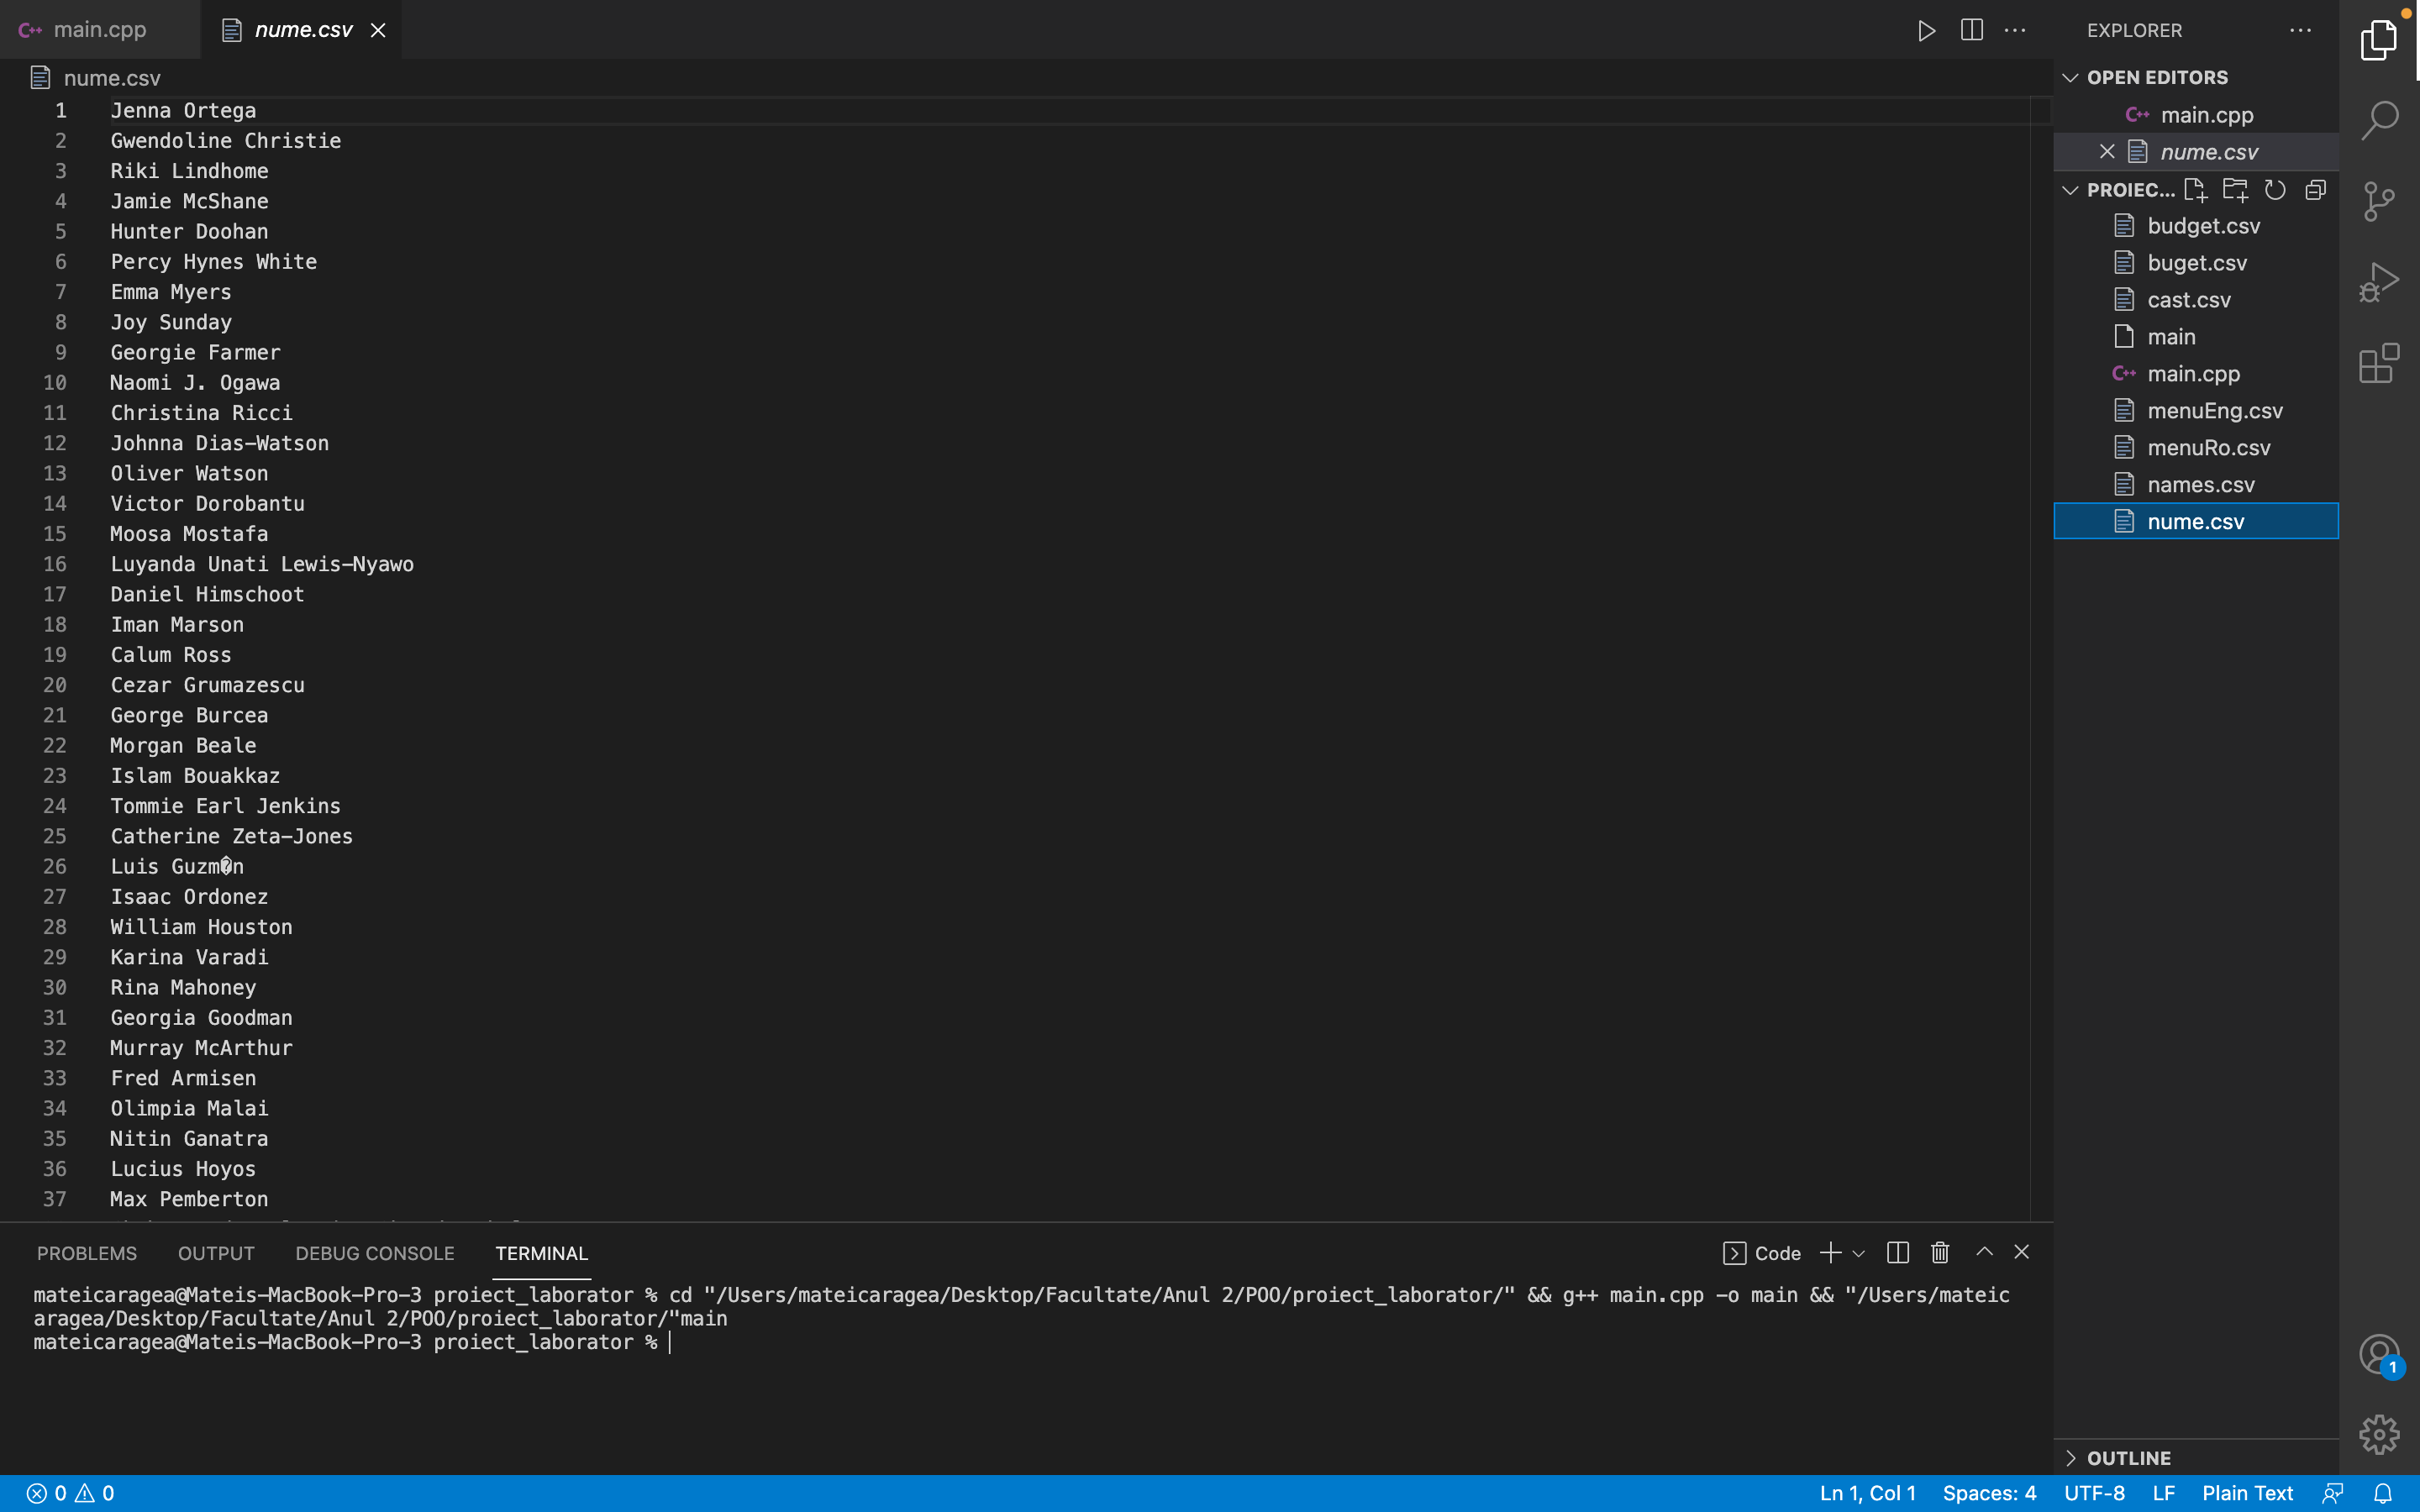 main.cpp
nume.csv
nume.csv
1 Jenna Ortega
2 Gwendoline Christie
3 Riki Lindhome
4 Jamie McShane
5 Hunter Doohan
6 Percy Hynes White
7 Emma Myers
8 Joy Sunday
9 Georgie Farmer
10 Naomi J. Ogawa
11 Christina Ricci
12 Johnna Dias-Watson
13 Oliver Watson
14 Victor Dorobantu
15 Moosa Mostafa
16 Luyanda Unati Lewis-Nyawo
17 Daniel Himschoot
18 Iman Marson
19 Calum Ross
20 Cezar Grumazescu
21 George Burcea
22 Morgan Beale
23 Islam Bouakkaz
24 Tommie Earl Jenkins
25 Catherine Zeta-Jones
26 Luis Guzm�n
27 Isaac Ordonez
28 William Houston
29 Karina Varadi
30 Rina Mahoney
31 Georgia Goodman
32 Murray McArthur
33 Fred Armisen
34 Olimpia Malai
35 Nitin Ganatra
36 Lucius Hoyos
37 Max Pemberton
PROBLEMS OUTPUT DEBUG CONSOLE TERMINAL
Code
mateicaragea@Mateis-MacBook-Pro-3 proiect_laborator % cd "/Users/mateicaragea/Desktop/Facultate/Anul 2/POO/proiect_laborator/" && g++ main.cpp -o main && "/Users/mateic
aragea/Desktop/Facultate/Anul 2/POO/proiect_laborator/"main
mateicaragea@Mateis-MacBook-Pro-3 proiect_laborator %
EXPLORER
OPEN EDITORS
main.cpp
nume.csv
PROIEC...
budget.csv
buget.csv
cast.csv
main
main.cpp
menuEng.csv
menuRo.csv
names.csv
nume.csv
OUTLINE
1
0 0
Ln 1, Col 1 Spaces: 4 UTF-8 LF Plain Text